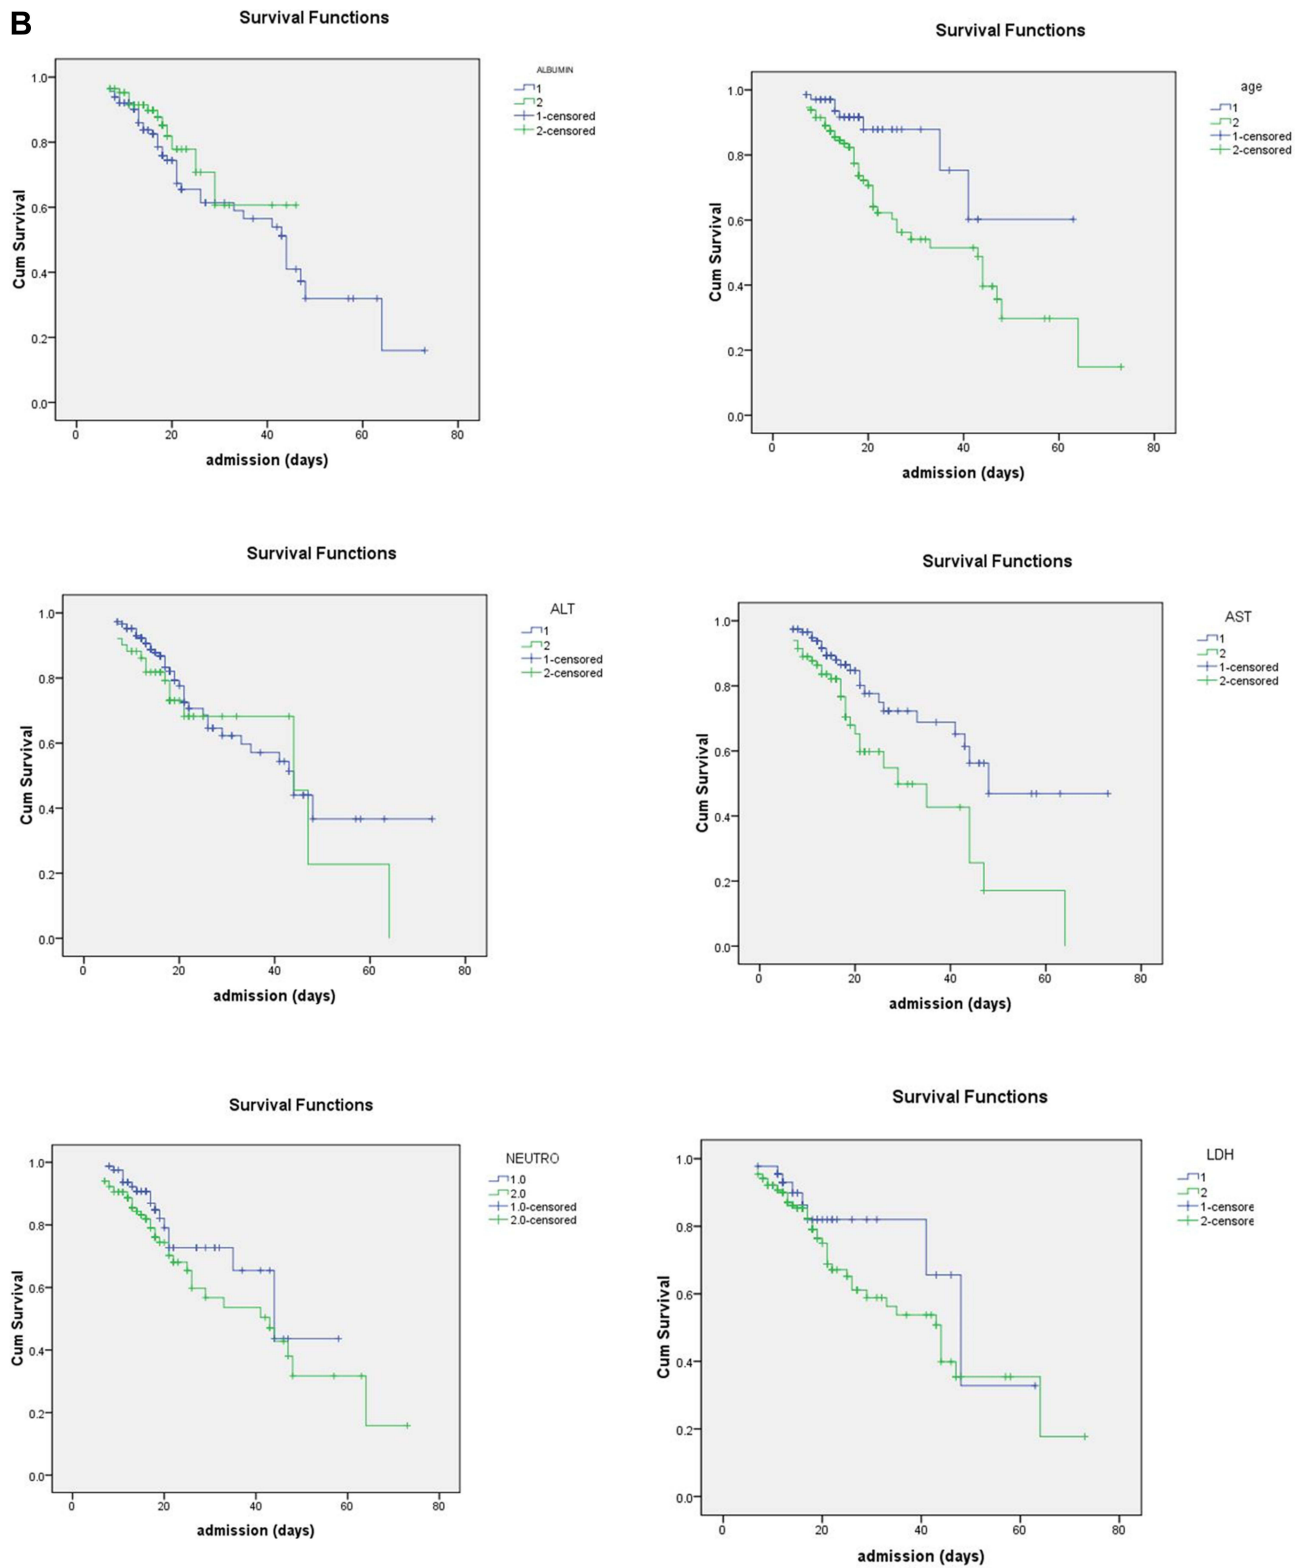 B
Survival Functions
1.0
0.8
0.6
0.4
0.2
0.0
Cum Survival
0 20 40 60 80
admission (days)
ALBUMIN
1
2
1-censored
2-censored
Survival Functions
1.0
0.8
0.6
0.4
0.2
0.0
Cum Survival
0 20 40 60 80
admission (days)
age
1
2
1-censored
2-censored
Survival Functions
1.0
0.8
0.6
0.4
0.2
0.0
Cum Survival
0 20 40 60 80
admission (days)
ALT
1
2
1-censored
2-censored
Survival Functions
1.0
0.8
0.6
0.4
0.2
0.0
Cum Survival
0 20 40 60 80
admission (days)
AST
1
2
1-censored
2-censored
Survival Functions
1.0
0.8
0.6
0.4
0.2
0.0
Cum Survival
0 20 40 60 80
admission (days)
NEUTRO
1.0
2.0
1.0-censored
2.0-censored
Survival Functions
1.0
0.8
0.6
0.4
0.2
0.0
Cum Survival
0 20 40 60 80
admission (days)
LDH
1
2
1-censore
2-censore